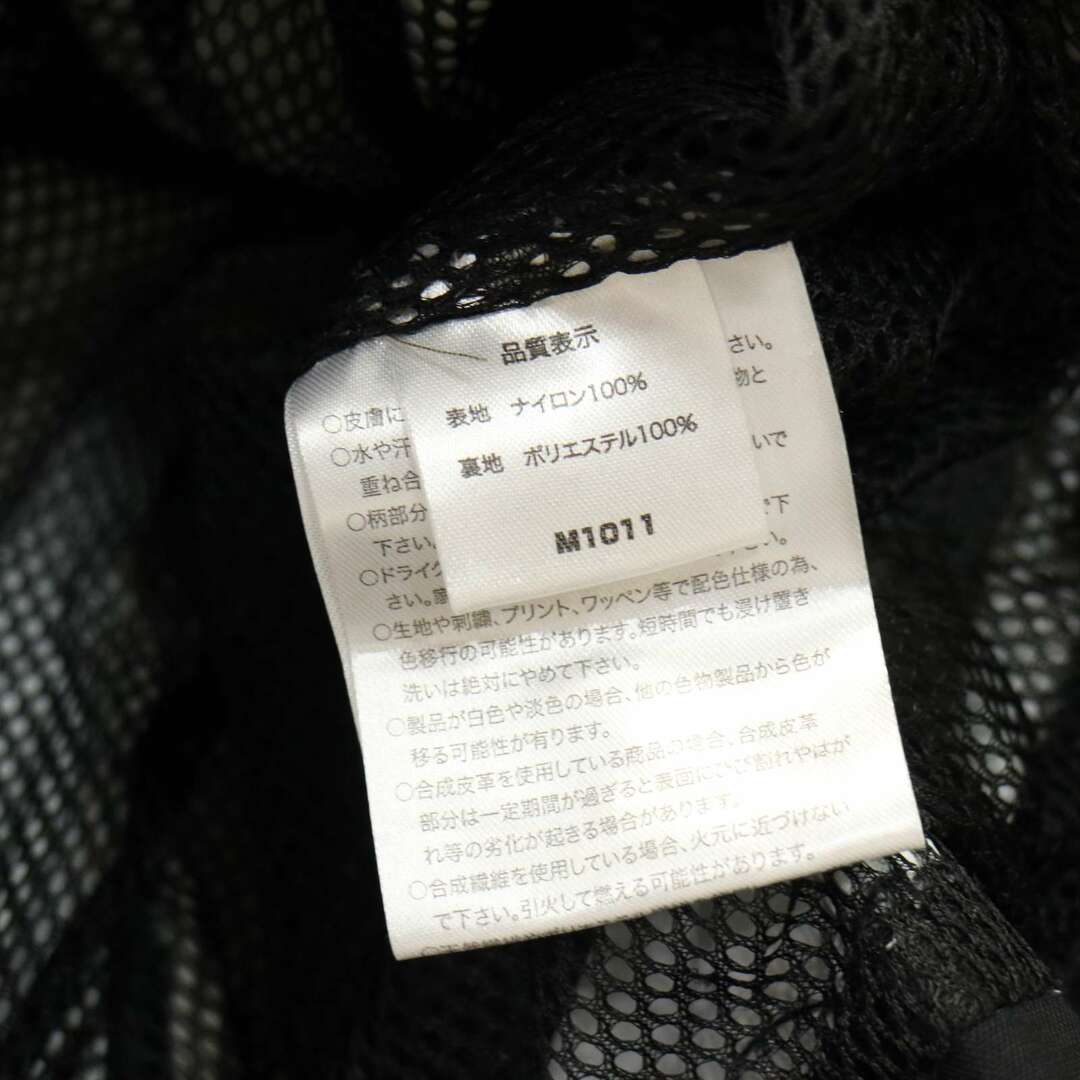 品質表示
表地 ナイロン100%
裏地 ポリエステル100%
M1011
さい。
○皮膚に 物と
○水や汗 いで
重ね合
○柄部分 で下
下さい。 さい。
○ドライク
さい。
○生地や刺繍、プリント、ワッペン等で配色仕様の為、
色移行の可能性があります。短時間でも浸け置き
洗いは絶対にやめて下さい。
○製品が白色や淡色の場合、他の色物製品から色が
移る可能性が有ります。
○合成皮革を使用している商品の場合、合成皮革
部分は一定期間が過ぎると表面にひび割れやはが
れ等の劣化が起きる場合があります。
○合成繊維を使用している場合、火元に近づけない
で下さい。引火して燃える可能性があります。